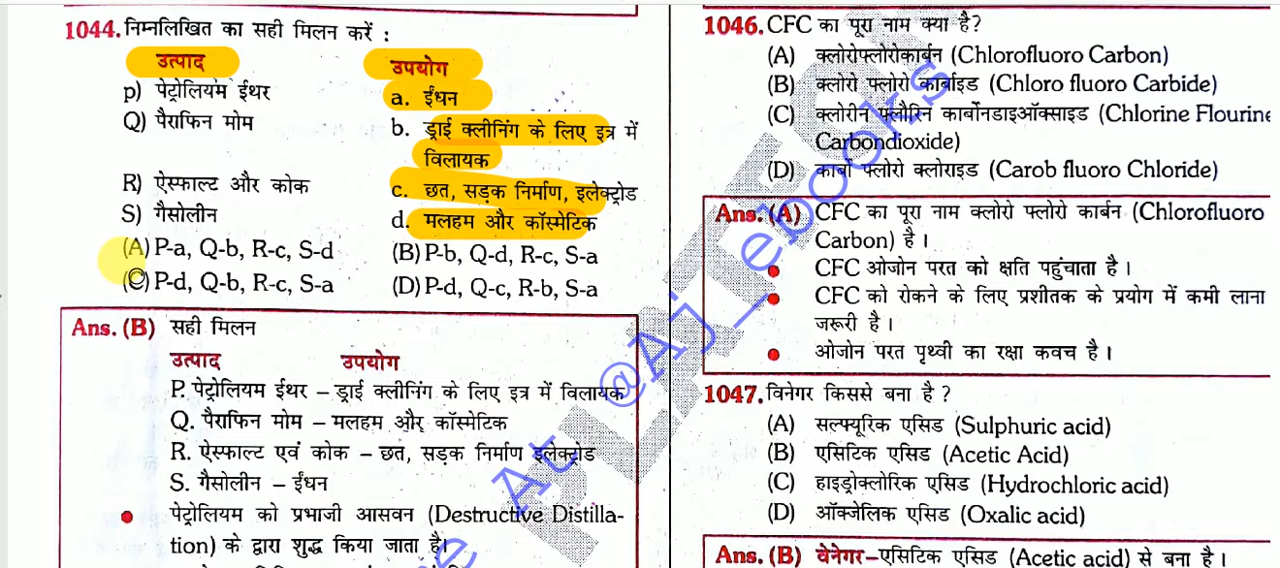 1044. निम्नलिखित का सही मिलन करें :
उत्पाद उपयोग
p) पेट्रोलियम ईथर a. ईंधन
Q) पैराफिन मोम b. ड्राई क्लीनिंग के लिए इत्र में
विलायक
R) ऐस्फाल्ट और कोक c. छत, सड़क निर्माण, इलेक्ट्रोड
S) गैसोलीन d. मलहम और कॉस्मेटिक
(A) P-a, Q-b, R-c, S-d (B) P-b, Q-d, R-c, S-a
(C) P-d, Q-b, R-c, S-a (D) P-d, Q-c, R-b, S-a
Ans. (B) सही मिलन
उत्पाद उपयोग
P. पेट्रोलियम ईथर – ड्राई क्लीनिंग के लिए इत्र में विलायक
Q. पैराफिन मोम – मलहम और कॉस्मेटिक
R. ऐस्फाल्ट एवं कोक – छत, सड़क निर्माण इलेक्ट्रोड
S. गैसोलीन – ईंधन
पेट्रोलियम को प्रभाजी आसवन (Destructive Distilla-
tion) के द्वारा शुद्ध किया जाता है।
1046. CFC का पूरा नाम क्या है?
(A) क्लोरोफ्लोरोकार्बन (Chlorofluoro Carbon)
(B) क्लोरो फ्लोरो कार्बाइड (Chloro fluoro Carbide)
(C) क्लोरीन फ्लौरिन कार्बोनडाइऑक्साइड (Chlorine Flourine
Carbondioxide)
(D) कार्बो फ्लोरो क्लोराइड (Carob fluoro Chloride)
Ans. (A) CFC का पूरा नाम क्लोरो फ्लोरो कार्बन (Chlorofluoro
Carbon) है।
CFC ओजोन परत को क्षति पहुंचाता है।
CFC को रोकने के लिए प्रशीतक के प्रयोग में कमी लाना
जरूरी है।
ओजोन परत पृथ्वी का रक्षा कवच है।
1047. विनेगर किससे बना है ?
(A) सल्फ्यूरिक एसिड (Sulphuric acid)
(B) एसिटिक एसिड (Acetic Acid)
(C) हाइड्रोक्लोरिक एसिड (Hydrochloric acid)
(D) ऑक्जेलिक एसिड (Oxalic acid)
Ans. (B) वेनेगर–एसिटिक एसिड (Acetic acid) से बना है।
At @Aj_ebooks